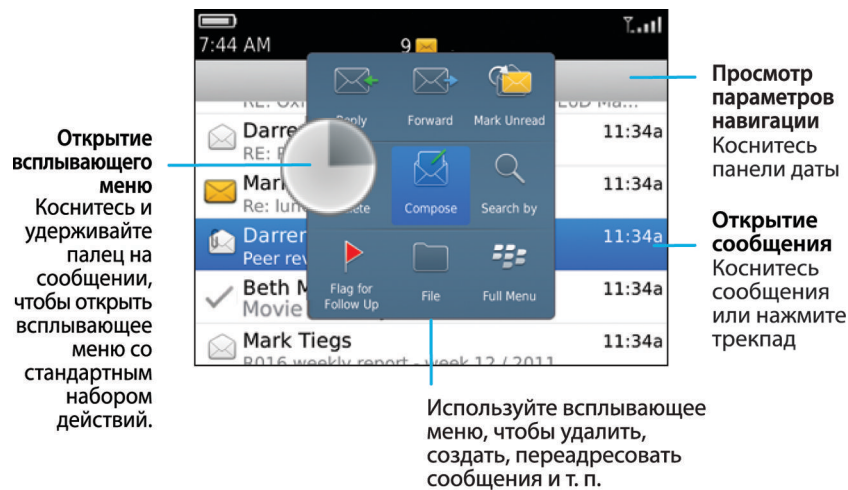 7:44 AM
9
RE:
Reply
Forward
Mark Unread
Darre
11:34a
RE:
Mark
11:34a
Re: lun
Compose
Search by
Darren
11:34a
Peer rev
Flag for
Follow Up
File
Full Menu
Beth M
11:34a
Movie
Mark Tiegs
11:34a
R016 weekly report - week 12 / 2011
Открытие
всплывающего
меню
Коснитесь и
удерживайте
палец на
сообщении,
чтобы открыть
всплывающее
меню со
стандартным
набором
действий.
Просмотр
параметров
навигации
Коснитесь
панели даты
Открытие
сообщения
Коснитесь
сообщения
или нажмите
трекпад
Используйте всплывающее
меню, чтобы удалить,
создать, переадресовать
сообщения и т. п.